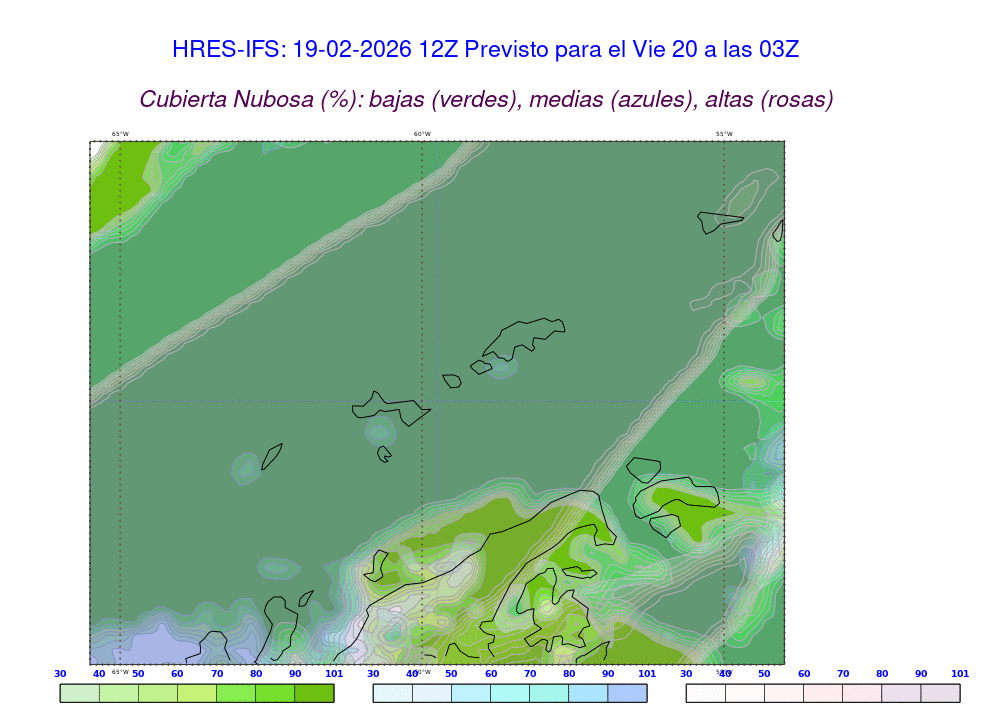 HRES-IFS: 19-02-2026 12Z Previsto para el Vie 20 a las 03Z
Cubierta Nubosa (%): bajas (verdes), medias (azules), altas (rosas)
65°W 60°W 55°W
65°W
30 40 50 60 70 80 90 101 30 40 50 60 70 80 90 101 30 40 50 60 70 80 90 101